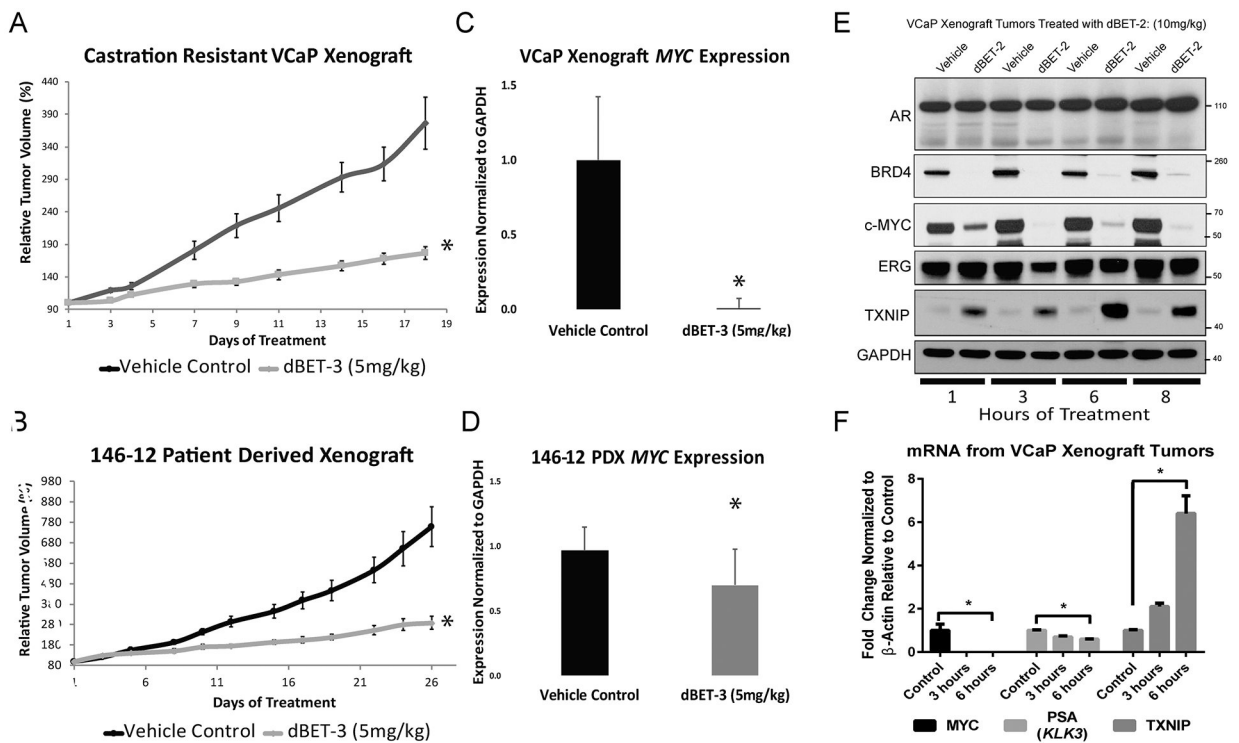 A
Castration Resistant VCaP Xenograft
Relative Tumor Volume (%)
440
390
340
290
240
190
140
90
1
3
5
7
9
11
13
15
17
19
Days of Treatment
Vehicle Control
dBET-3 (5mg/kg)
B
146-12 Patient Derived Xenograft
Relative Tumor Volume
980
880
780
680
580
480
180
80
6
11
16
21
26
Days of Treatment
Vehicle Control
dBET-3 (5mg/kg)
*
*
C
VCaP Xenograft MYC Expression
Expression Normalized to GAPDH
1.5
1.0
0.5
0.0
*
Vehicle Control
dBET-3 (5mg/kg)
D
146-12 PDX MYC Expression
Expression Normalized to GAPDH
1.5
1.0
0.5
0.0
*
Vehicle Control
dBET-3 (5mg/kg)
E
VCaP Xenograft Tumors Treated with dBET-2: (10mg/kg)
Vehicle
dBET-2
Vehicle
dBET-2
Vehicle
dBET-2
Vehicle
dBET-2
AR
110
BRD4
260
c-MYC
70
50
ERG
50
TXNIP
40
GAPDH
40
1
3
6
8
Hours of Treatment
F
mRNA from VCaP Xenograft Tumors
Fold Change Normalized to
β-Actin Relative to Control
8
6
4
2
0
*
*
*
Control
3 hours
6 hours
Control
3 hours
6 hours
Control
3 hours
6 hours
MYC
PSA
(KLK3)
TXNIP